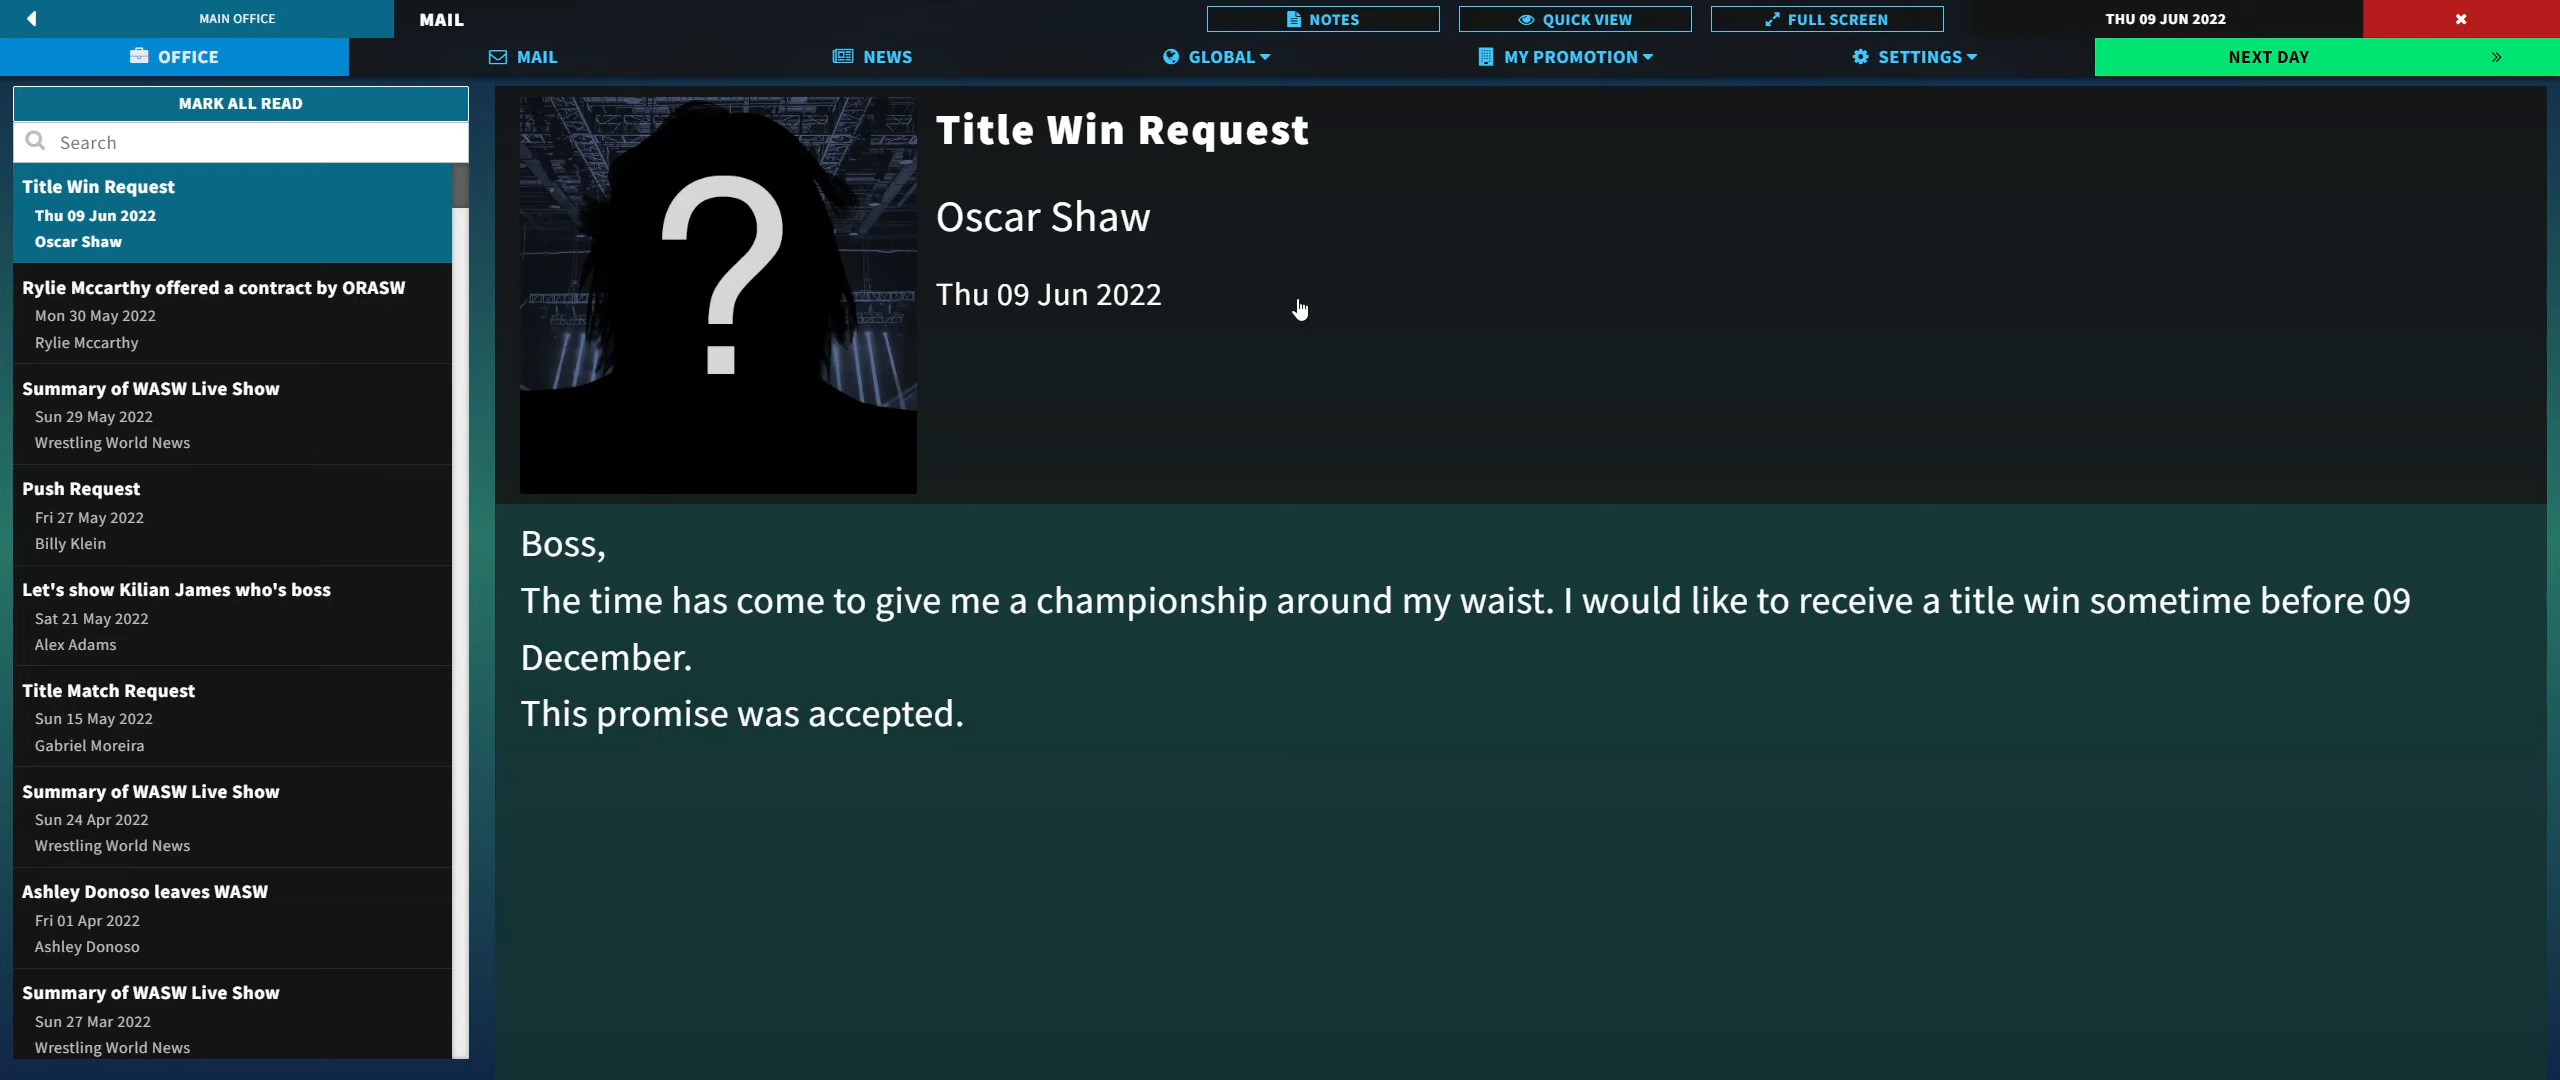 MAIN OFFICE
MAIL
NOTES
QUICK VIEW
FULL SCREEN
THU 09 JUN 2022
OFFICE
MAIL
NEWS
GLOBAL
MY PROMOTION
SETTINGS
NEXT DAY
MARK ALL READ
Search
Title Win Request
Thu 09 Jun 2022
Oscar Shaw
Rylie Mccarthy offered a contract by ORASW
Mon 30 May 2022
Rylie Mccarthy
Summary of WASW Live Show
Sun 29 May 2022
Wrestling World News
Push Request
Fri 27 May 2022
Billy Klein
Let's show Kilian James who's boss
Sat 21 May 2022
Alex Adams
Title Match Request
Sun 15 May 2022
Gabriel Moreira
Summary of WASW Live Show
Sun 24 Apr 2022
Wrestling World News
Ashley Donoso leaves WASW
Fri 01 Apr 2022
Ashley Donoso
Summary of WASW Live Show
Sun 27 Mar 2022
Wrestling World News
?
Title Win Request
Oscar Shaw
Thu 09 Jun 2022
Boss,
The time has come to give me a championship around my waist. I would like to receive a title win sometime before 09
December.
This promise was accepted.